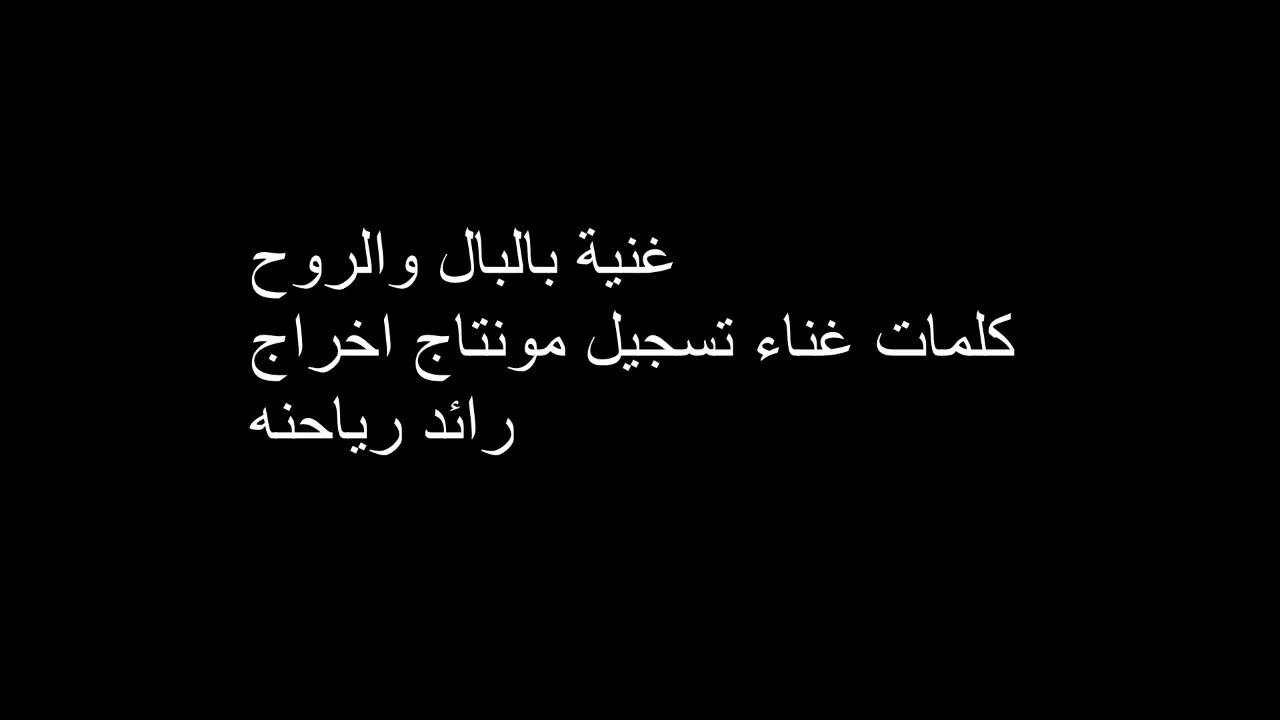 غنية بالبال والروح
كلمات غناء تسجيل مونتاج اخراج
رائد رياحنه